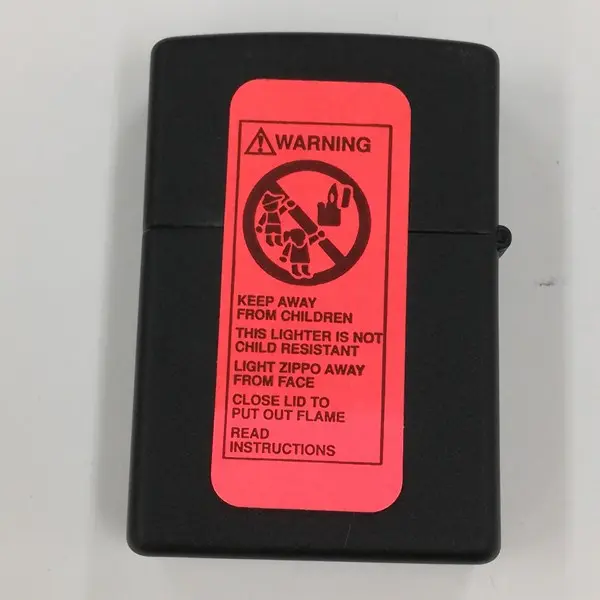 WARNING
KEEP AWAY
FROM CHILDREN
THIS LIGHTER IS NOT
CHILD RESISTANT
LIGHT ZIPPO AWAY
FROM FACE
CLOSE LID TO
PUT OUT FLAME
READ
INSTRUCTIONS